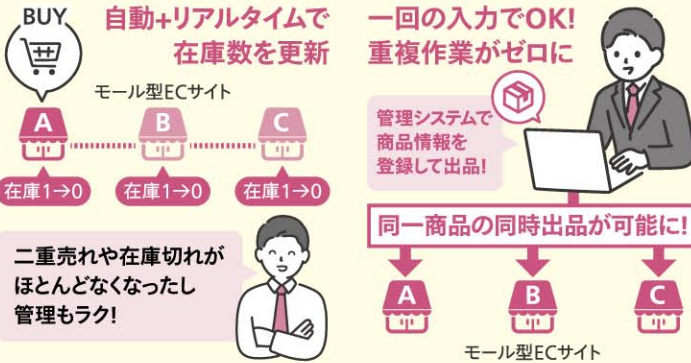 BUY
自動+リアルタイムで
在庫数を更新
モール型ECサイト
A
B
C
在庫1→0
在庫1→0
在庫1→0
二重売れや在庫切れが
ほとんどなくなったし
管理もラク!
一回の入力でOK!
重複作業がゼロに
管理システムで
商品情報を
登録して出品!
同一商品の同時出品が可能に!
A
B
C
モール型ECサイト